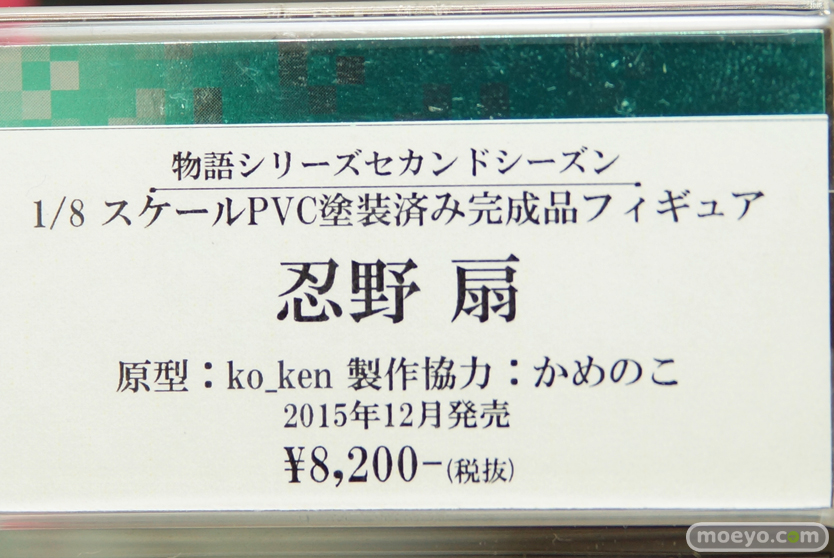 物語シリーズセカンドシーズン
1/8 スケールPVC塗装済み完成品フィギュア
忍野 扇
原型：ko_ken 製作協力：かめのこ
2015年12月発売
¥8,200-(税抜)
moeyo.com